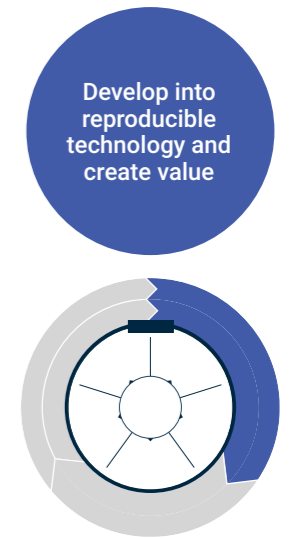 Develop into
reproducible
technology and
create value